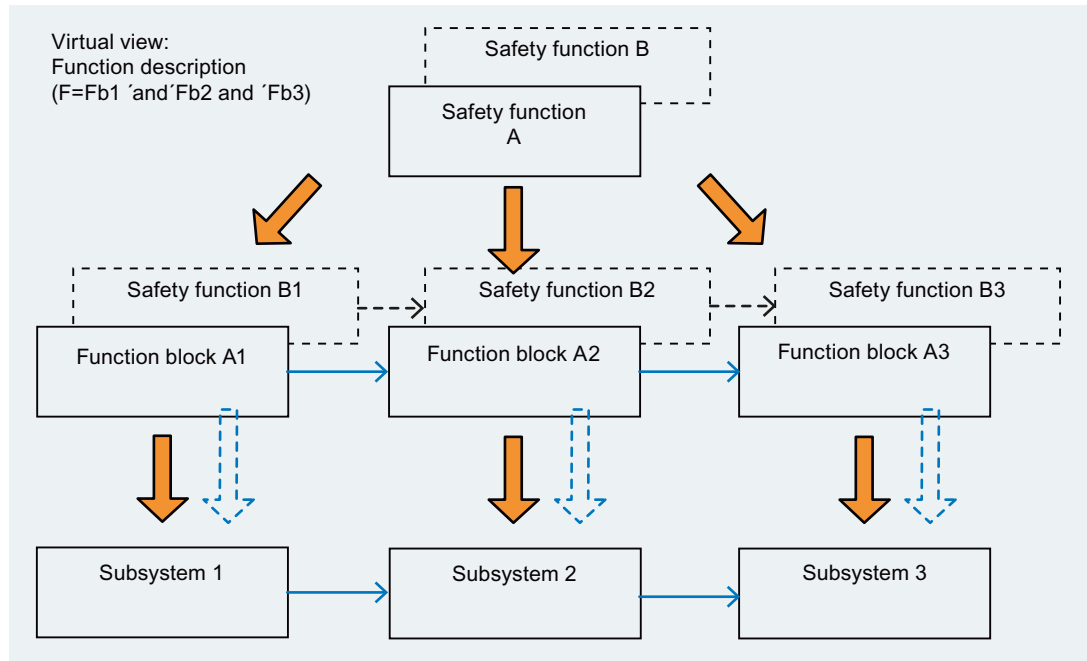 Virtual view:
Function description
(F=Fb1 ´and´Fb2 and ´Fb3)
Safety function B
Safety function
A
Safety function B1
Safety function B2
Safety function B3
Function block A1
Function block A2
Function block A3
Subsystem 1
Subsystem 2
Subsystem 3